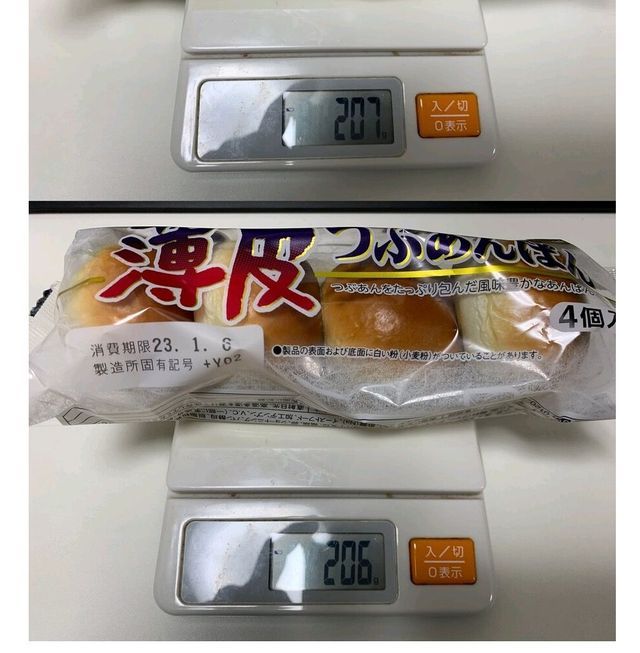 207
入/切
0表示
薄皮
つぶあんぱん
つぶあんをたっぷり包んだ風味豊かなあんぱん
4個入
消費期限23.1.6
製造所固有記号 +YO2
●製品の表面および底面に白い粉(小麦粉)がついていることがあります。
206g
入/切
0表示